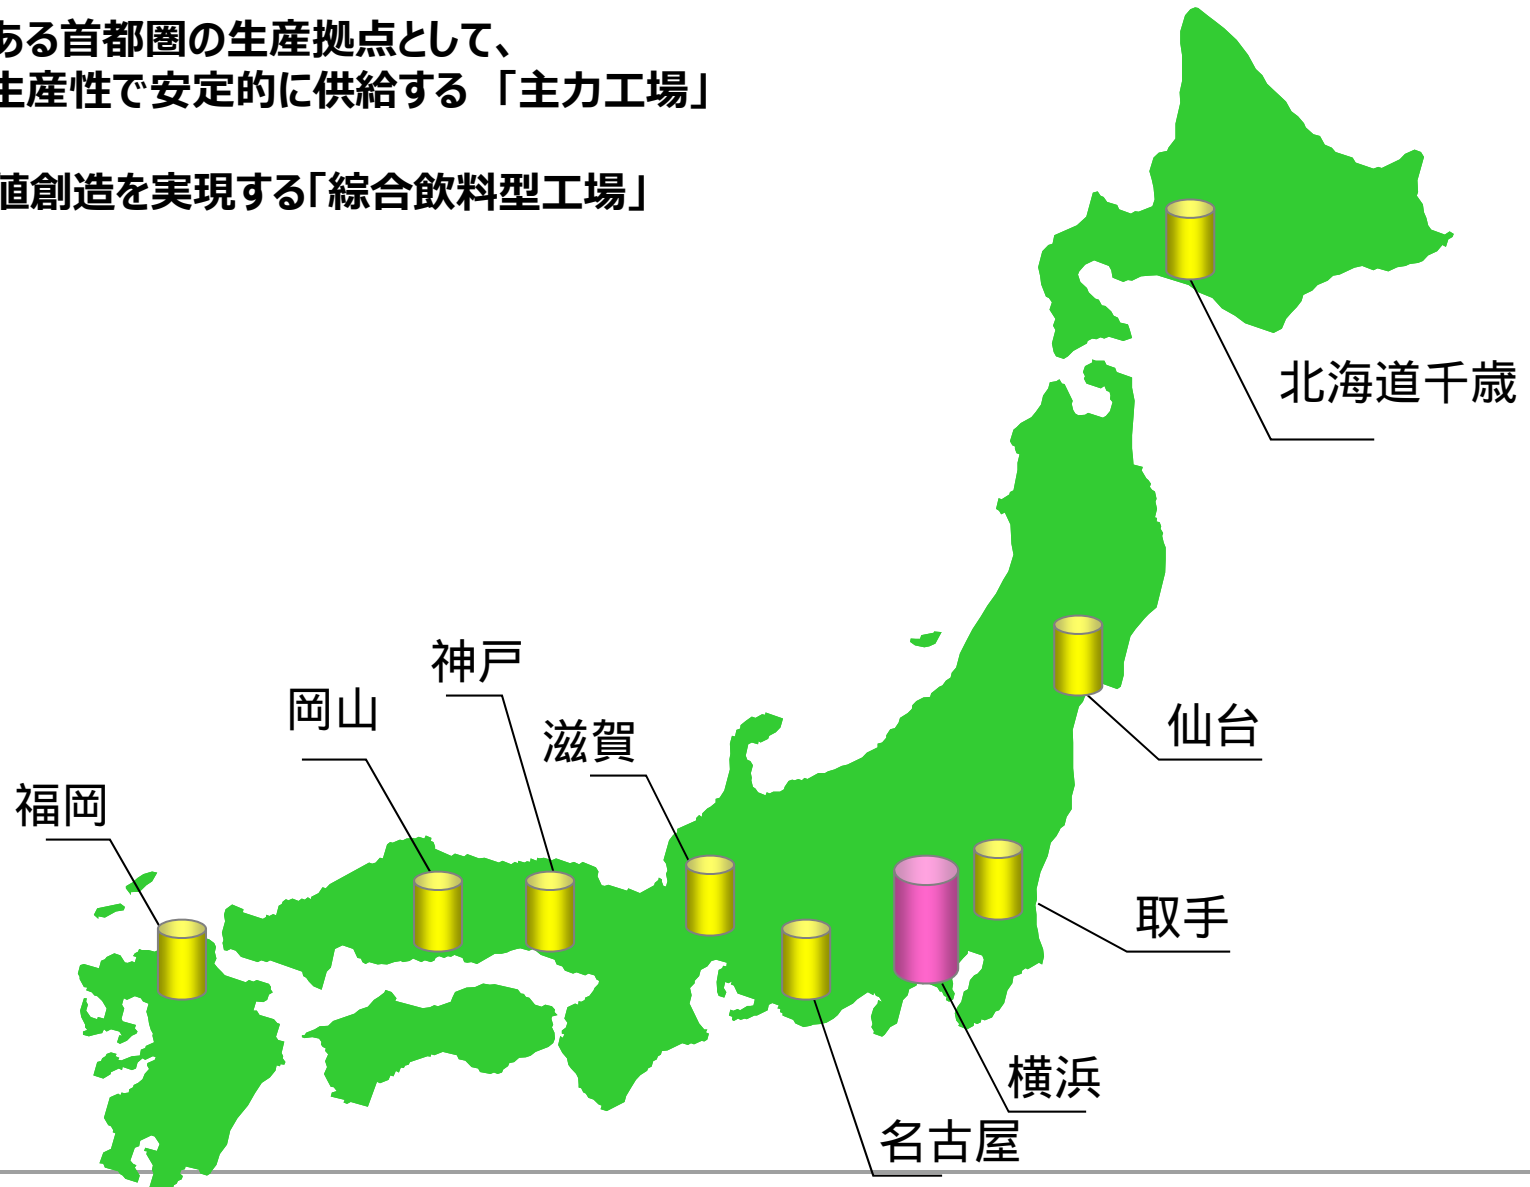 ある首都圏の生産拠点として、
生産性で安定的に供給する「主力工場」
値創造を実現する「綜合飲料型工場」
北海道千歳
神戸
岡山
滋賀
仙台
福岡
取手
横浜
名古屋